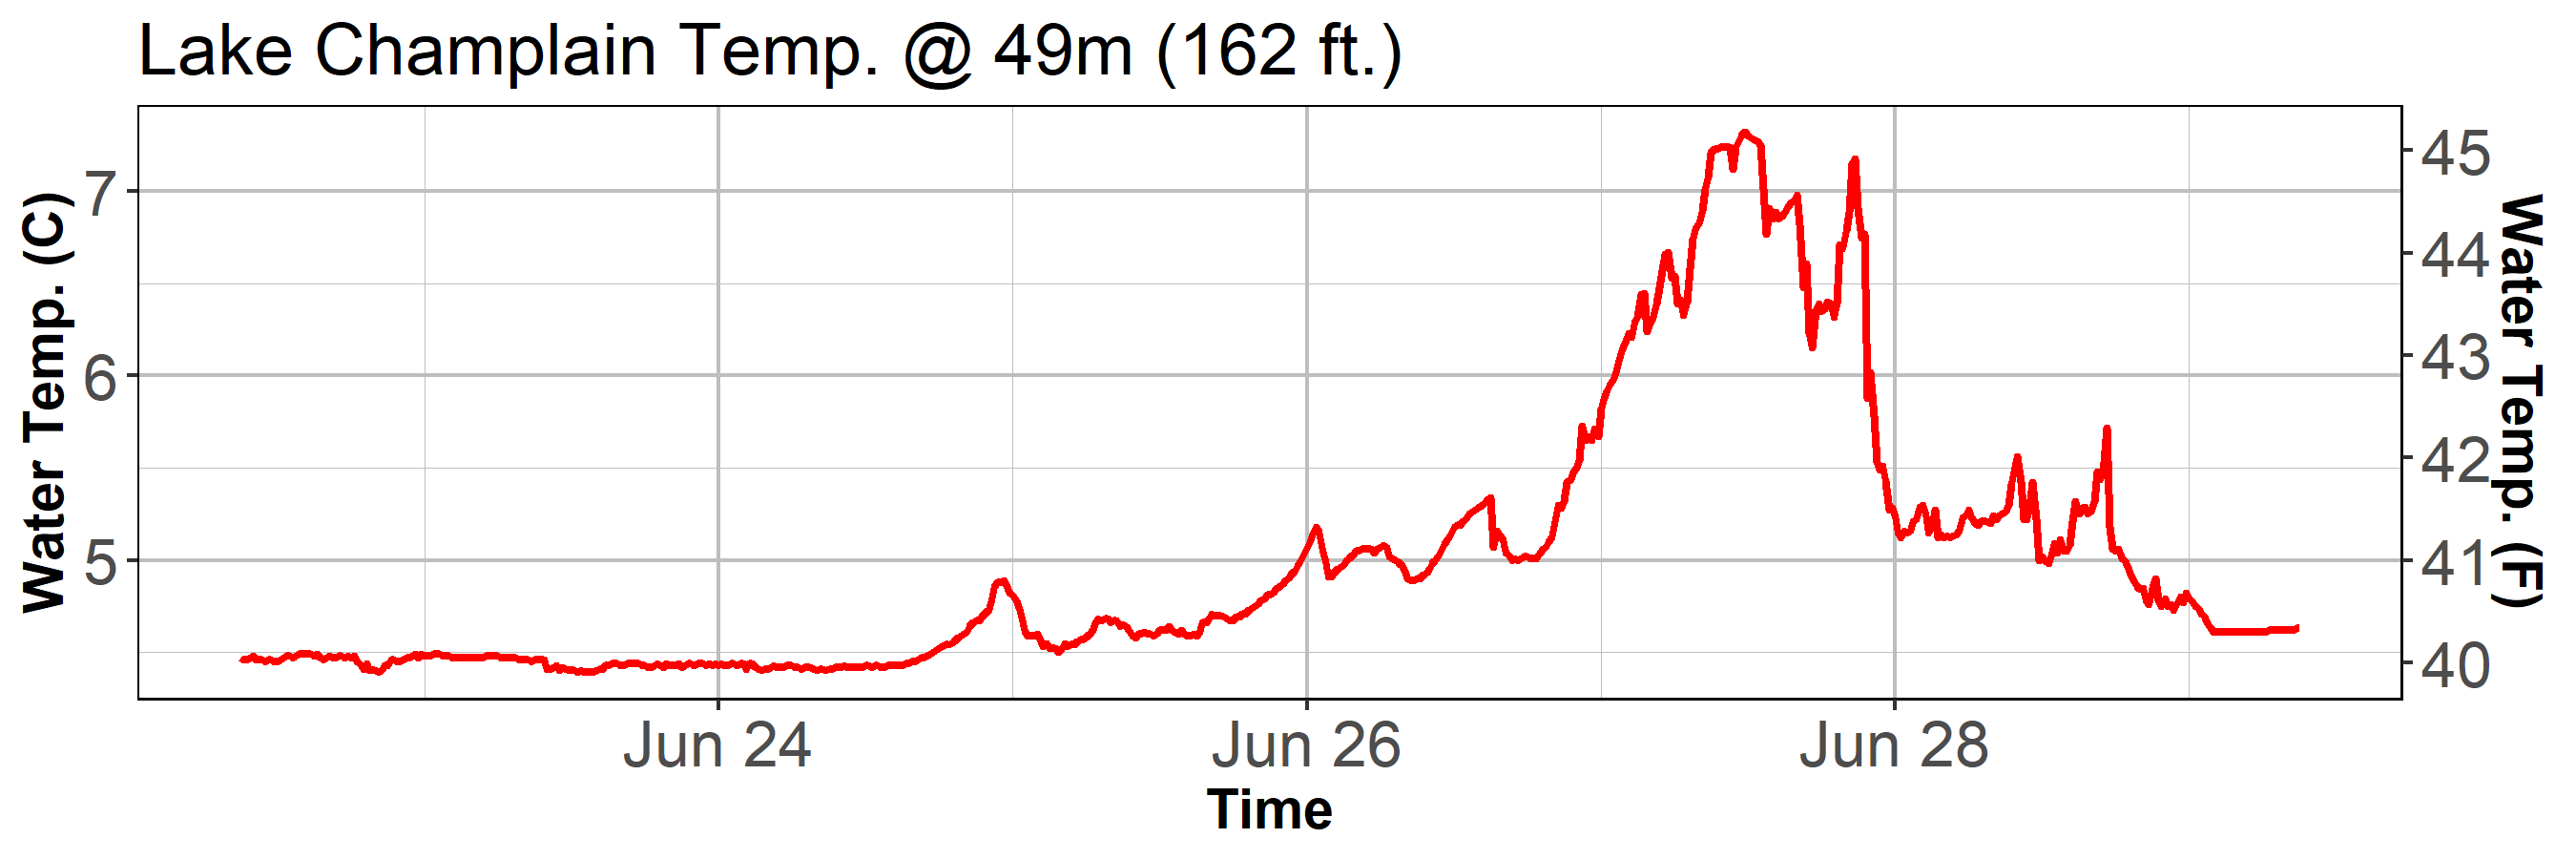 Lake Champlain Temp. @ 49m (162 ft.)
Water Temp. (C)
7
6
5
45
44
43
42
41
40
Water Temp. (F)
Jun 24
Jun 26
Jun 28
Time